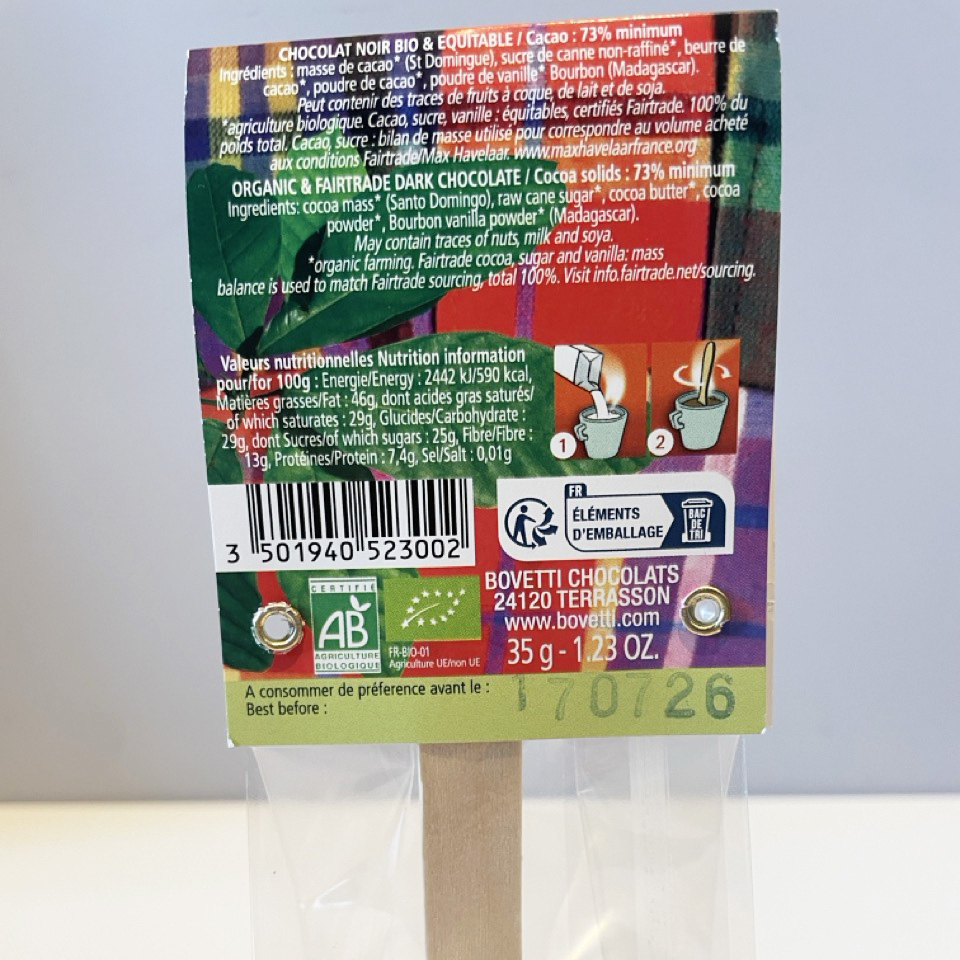 CHOCOLAT NOIR BIO & EQUITABLE / Cacao : 73% minimum
Ingrédients : masse de cacao* (St Domingue), sucre de canne non-raffiné*, beurre de
cacao*, poudre de cacao*, poudre de vanille* Bourbon (Madagascar).
Peut contenir des traces de fruits à coque, de lait et de soja.
*agriculture biologique. Cacao, sucre, vanille : équitables, certifiés Fairtrade. 100% du
poids total. Cacao, sucre : bilan de masse utilisé pour correspondre au volume acheté
aux conditions Fairtrade/Max Havelaar. www.maxhavelaarfrance.org
ORGANIC & FAIRTRADE DARK CHOCOLATE / Cocoa solids : 73% minimum
Ingredients: cocoa mass* (Santo Domingo), raw cane sugar*, cocoa butter*, cocoa
powder*, Bourbon vanilla powder* (Madagascar).
May contain traces of nuts, milk and soya.
*organic farming. Fairtrade cocoa, sugar and vanilla: mass
balance is used to match Fairtrade sourcing, total 100%. Visit info.fairtrade.net/sourcing.
Valeurs nutritionnelles Nutrition information
pour/for 100g : Energie/Energy : 2442 kJ/590 kcal,
Matières grasses/Fat : 46g, dont acides gras saturés/
of which saturates : 29g, Glucides/Carbohydrate :
29g, dont Sucres/of which sugars : 25g, Fibre/Fibre :
13g, Protéines/Protein : 7,4g, Sel/Salt : 0,01g
1
2
3 501940 523002
FR
ÉLÉMENTS
D'EMBALLAGE
BAC
DE
TRI
CERTIFIÉ
AB
AGRICULTURE
BIOLOGIQUE
FR-BIO-01
Agriculture UE/non UE
BOVETTI CHOCOLATS
24120 TERRASSON
www.bovetti.com
35 g - 1.23 OZ.
A consommer de préference avant le :
Best before :
170726